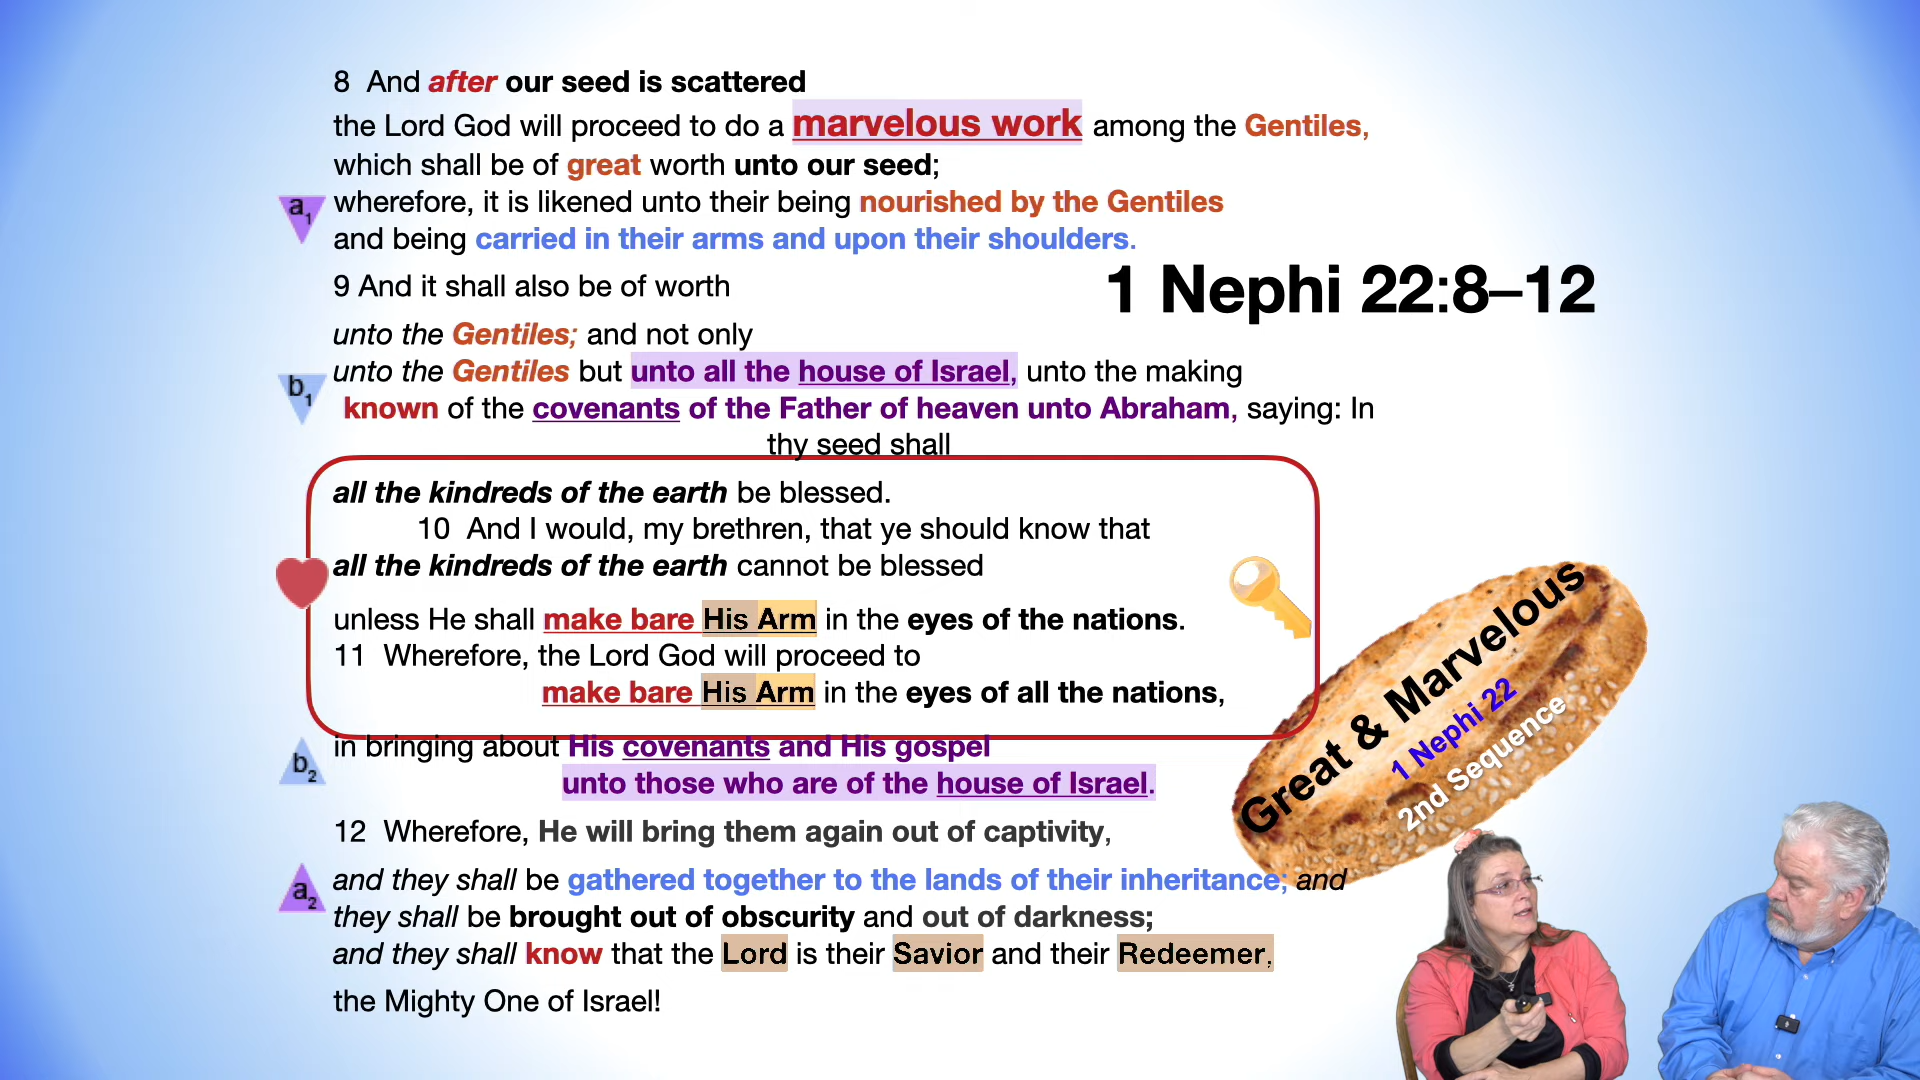 8 And after our seed is scattered
the Lord God will proceed to do a marvelous work among the Gentiles,
which shall be of great worth unto our seed;
a1
wherefore, it is likened unto their being nourished by the Gentiles
and being carried in their arms and upon their shoulders.
9 And it shall also be of worth
1 Nephi 22:8–12
unto the Gentiles; and not only
b1
unto the Gentiles but unto all the house of Israel, unto the making
known of the covenants of the Father of heaven unto Abraham, saying: In
thy seed shall
all the kindreds of the earth be blessed.
10 And I would, my brethren, that ye should know that
all the kindreds of the earth cannot be blessed
unless He shall make bare His Arm in the eyes of the nations.
11 Wherefore, the Lord God will proceed to
make bare His Arm in the eyes of all the nations,
in bringing about His covenants and His gospel
b2
unto those who are of the house of Israel.
12 Wherefore, He will bring them again out of captivity,
a2
and they shall be gathered together to the lands of their inheritance; and
they shall be brought out of obscurity and out of darkness;
and they shall know that the Lord is their Savior and their Redeemer,
the Mighty One of Israel!
Great & Marvelous
1 Nephi 22
2nd Sequence